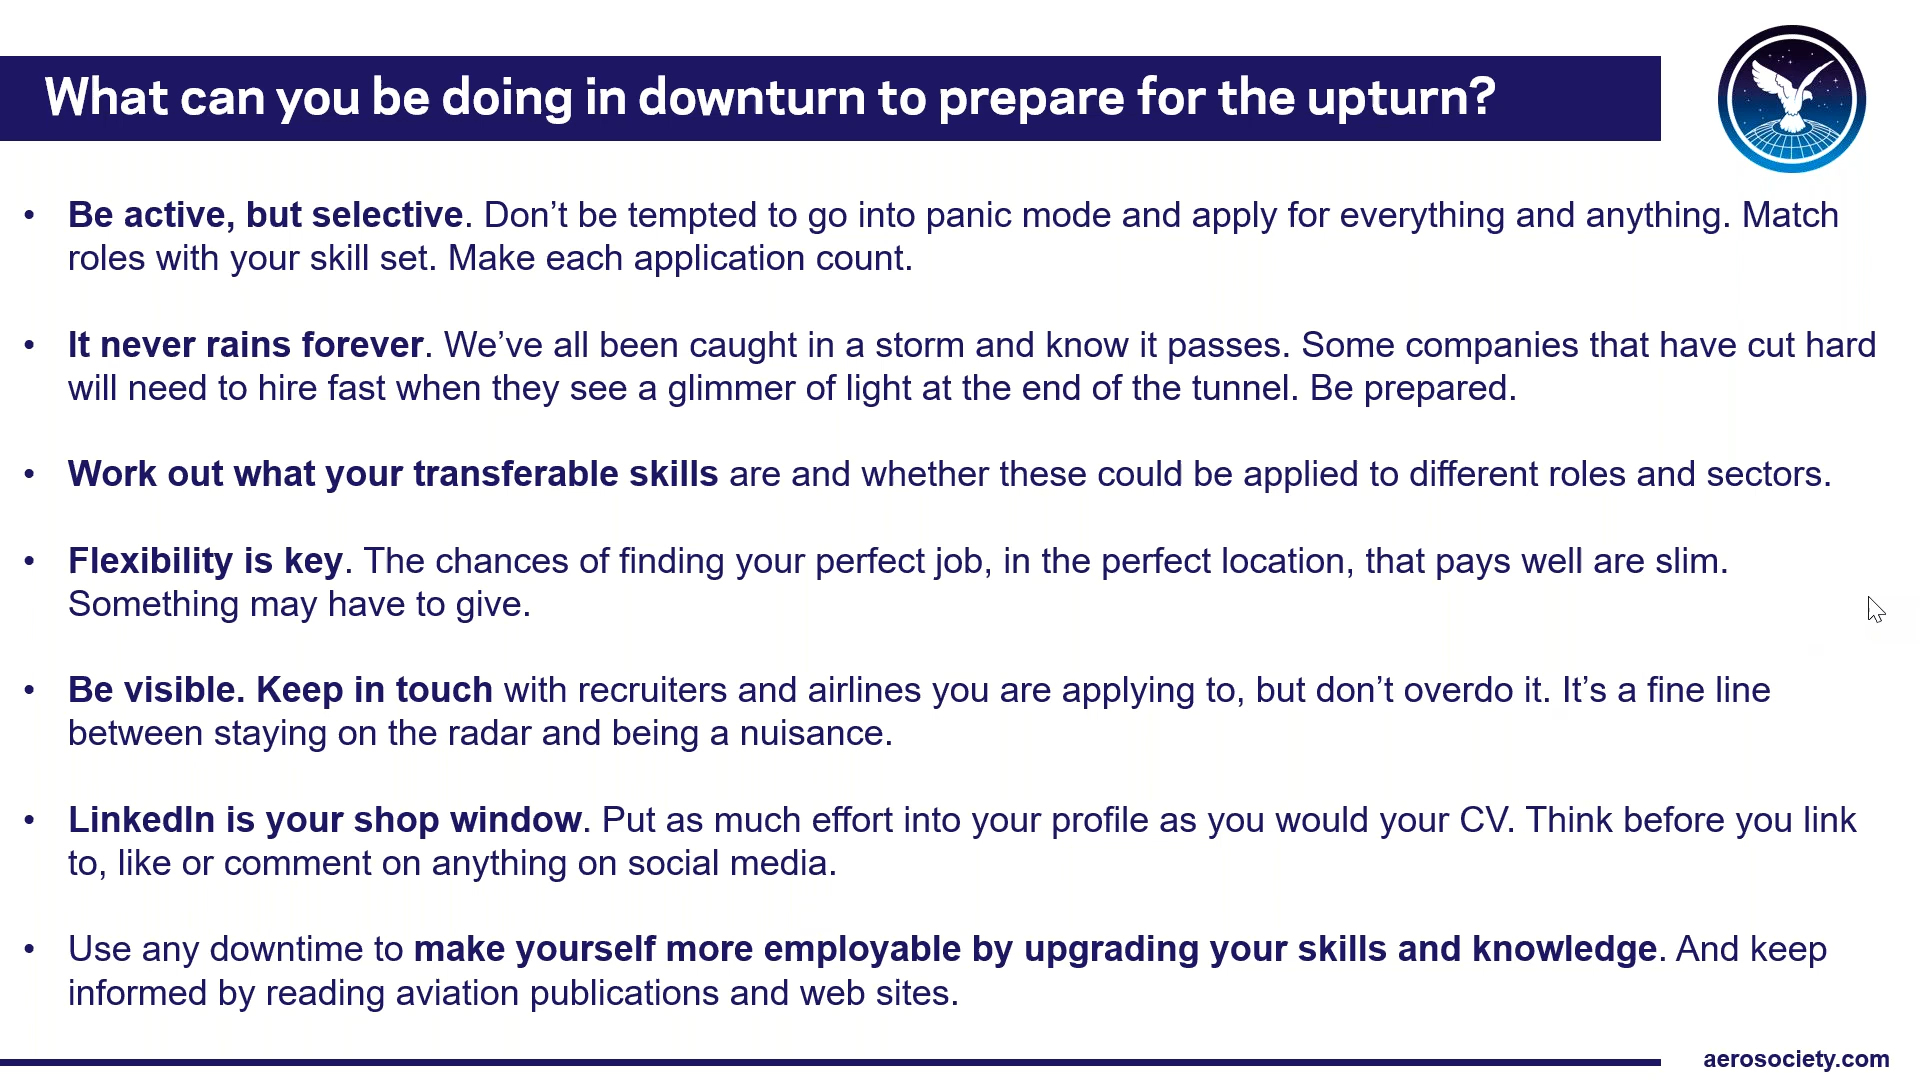 What can you be doing in downturn to prepare for the upturn?
• Be active, but selective. Don’t be tempted to go into panic mode and apply for everything and anything. Match
roles with your skill set. Make each application count.
• It never rains forever. We’ve all been caught in a storm and know it passes. Some companies that have cut hard
will need to hire fast when they see a glimmer of light at the end of the tunnel. Be prepared.
• Work out what your transferable skills are and whether these could be applied to different roles and sectors.
• Flexibility is key. The chances of finding your perfect job, in the perfect location, that pays well are slim.
Something may have to give.
• Be visible. Keep in touch with recruiters and airlines you are applying to, but don’t overdo it. It’s a fine line
between staying on the radar and being a nuisance.
• LinkedIn is your shop window. Put as much effort into your profile as you would your CV. Think before you link
to, like or comment on anything on social media.
• Use any downtime to make yourself more employable by upgrading your skills and knowledge. And keep
informed by reading aviation publications and web sites.
aerosociety.com